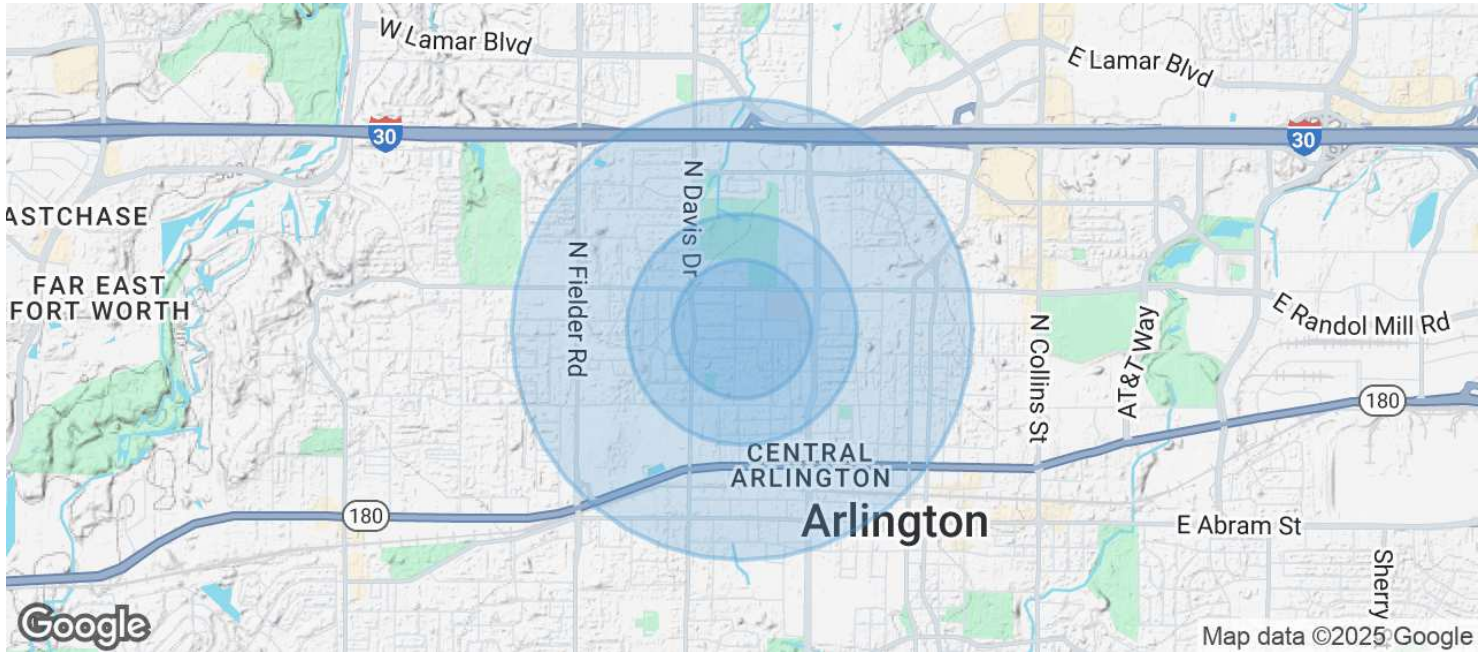 W Lamar Blvd
E Lamar Blvd
30
30
N Davis Dr
ASTCHASE
N Fielder Rd
FAR EAST
FORT WORTH
E Randol Mill Rd
N Collins St
AT&T Way
180
CENTRAL
ARLINGTON
180
Arlington
E Abram St
Sherry St
Google
Map data ©2025 Google